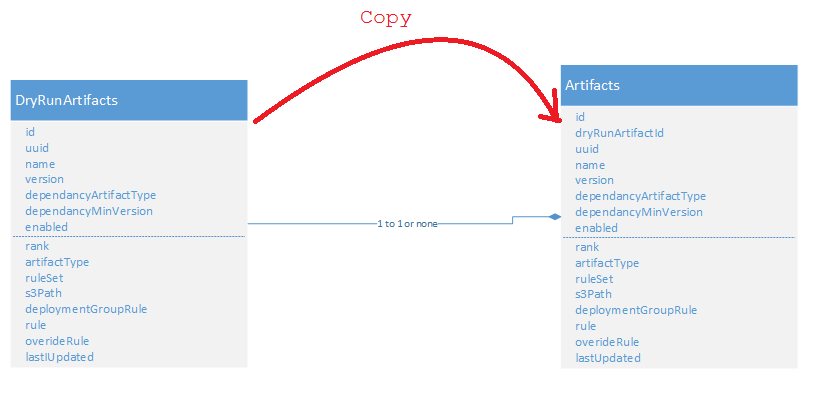 Copy
DryRunArtifacts
id
uuid
name
version
dependancyArtifactType
dependancyMinVersion
enabled
rank
artifactType
ruleSet
s3Path
deploymentGroupRule
rule
overideRule
lastIUpdated
1 to 1 or none
Artifacts
id
dryRunArtifactId
uuid
name
version
dependancyArtifactType
dependancyMinVersion
enabled
rank
artifactType
ruleSet
s3Path
deploymentGroupRule
rule
overideRule
lastUpdated